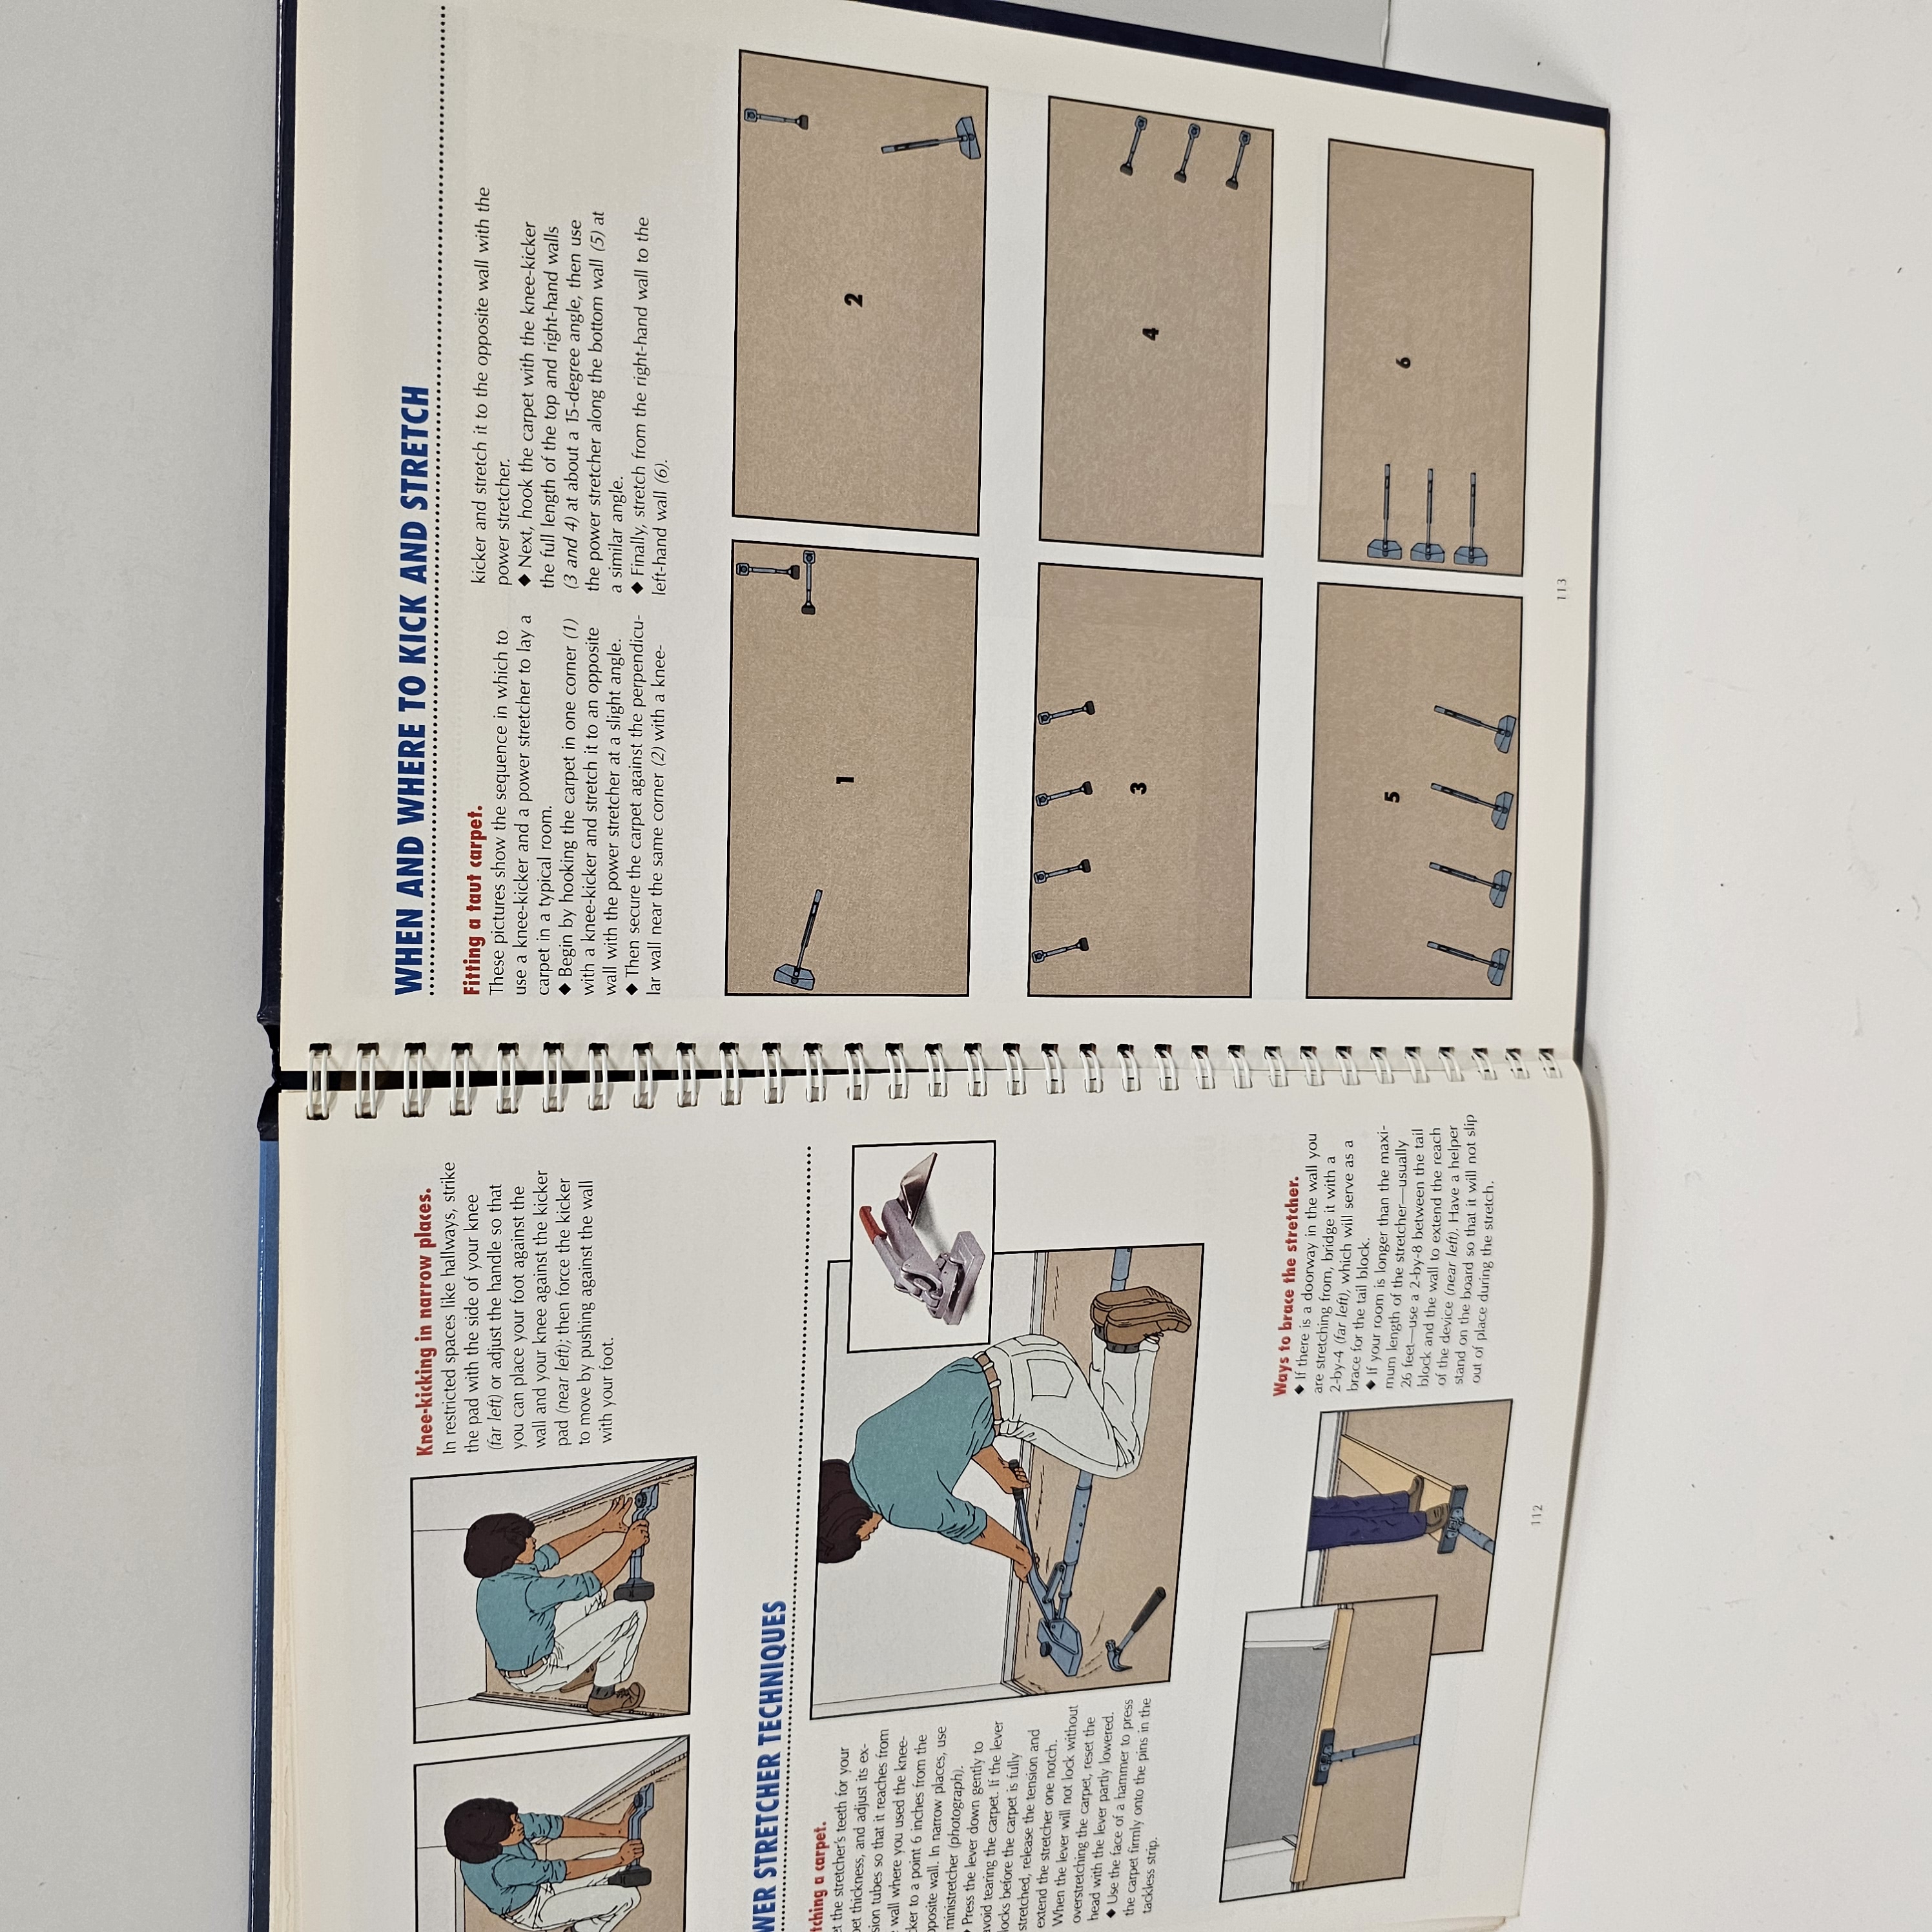 Knee-kicking in narrow places.
In restricted spaces like hallways, strike
the pad with the side of your knee
(far left) or adjust the handle so that
you can place your foot against the
wall and your knee against the kicker
pad (near left); then force the kicker
to move by pushing against the wall
with your foot.
WER STRETCHER TECHNIQUES
tching a carpet.
et the stretcher's teeth for your
pet thickness, and adjust its ex-
sion tubes so that it reaches from
wall where you used the knee-
cker to a point 6 inches from the
pposite wall. In narrow places, use
ministretcher (photograph).
Press the lever down gently to
avoid tearing the carpet. If the lever
locks before the carpet is fully
stretched, release the tension and
extend the stretcher one notch.
When the lever will not lock without
overstretching the carpet, reset the
head with the lever partly lowered.
◆ Use the face of a hammer to press
the carpet firmly onto the pins in the
tackless strip.
Ways to brace the stretcher.
◆ If there is a doorway in the wall you
are stretching from, bridge it with a
2-by-4 (far left), which will serve as a
brace for the tail block.
◆ If your room is longer than the maxi-
mum length of the stretcher—usually
26 feet—use a 2-by-8 between the tail
block and the wall to extend the reach
of the device (near left). Have a helper
stand on the board so that it will not slip
out of place during the stretch.
112
WHEN AND WHERE TO KICK AND STRETCH
Fitting a taut carpet.
These pictures show the sequence in which to
use a knee-kicker and a power stretcher to lay a
carpet in a typical room.
◆ Begin by hooking the carpet in one corner (1)
with a knee-kicker and stretch it to an opposite
wall with the power stretcher at a slight angle.
◆ Then secure the carpet against the perpendicu-
lar wall near the same corner (2) with a knee-
kicker and stretch it to the opposite wall with the
power stretcher.
◆ Next, hook the carpet with the knee-kicker
the full length of the top and right-hand walls
(3 and 4) at about a 15-degree angle, then use
the power stretcher along the bottom wall (5) at
a similar angle.
◆ Finally, stretch from the right-hand wall to the
left-hand wall (6).
1
2
3
4
5
6
113